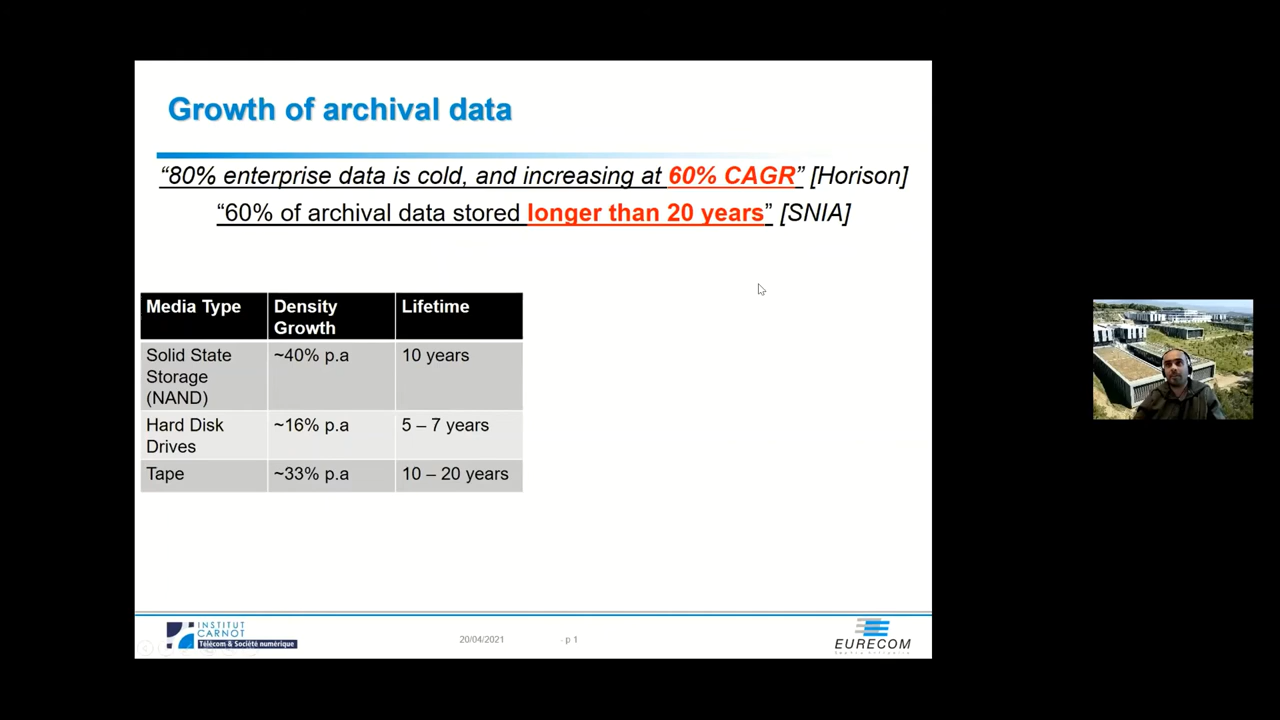 Growth of archival data
“80% enterprise data is cold, and increasing at 60% CAGR” [Horison]
“60% of archival data stored longer than 20 years” [SNIA]
Media Type Density Growth Lifetime
Solid State Storage (NAND) ~40% p.a 10 years
Hard Disk Drives ~16% p.a 5 – 7 years
Tape ~33% p.a 10 – 20 years
INSTITUT
CARNOT
Télécom & Société numérique
20/04/2021
- p 1
EURECOM